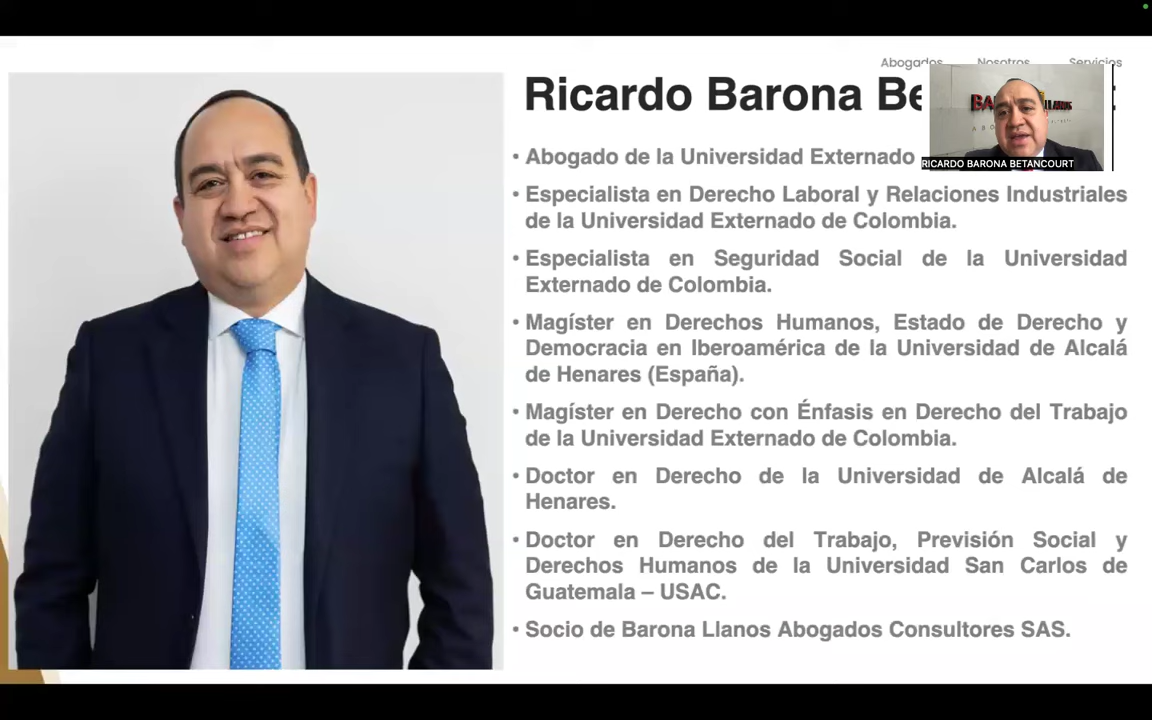 Abogados Nosotros Servicios
Ricardo Barona
RICARDO BARONA BETANCOURT
• Abogado de la Universidad Externado
• Especialista en Derecho Laboral y Relaciones Industriales
de la Universidad Externado de Colombia.
• Especialista en Seguridad Social de la Universidad
Externado de Colombia.
• Magíster en Derechos Humanos, Estado de Derecho y
Democracia en Iberoamérica de la Universidad de Alcalá
de Henares (España).
• Magíster en Derecho con Énfasis en Derecho del Trabajo
de la Universidad Externado de Colombia.
• Doctor en Derecho de la Universidad de Alcalá de
Henares.
• Doctor en Derecho del Trabajo, Previsión Social y
Derechos Humanos de la Universidad San Carlos de
Guatemala – USAC.
• Socio de Barona Llanos Abogados Consultores SAS.